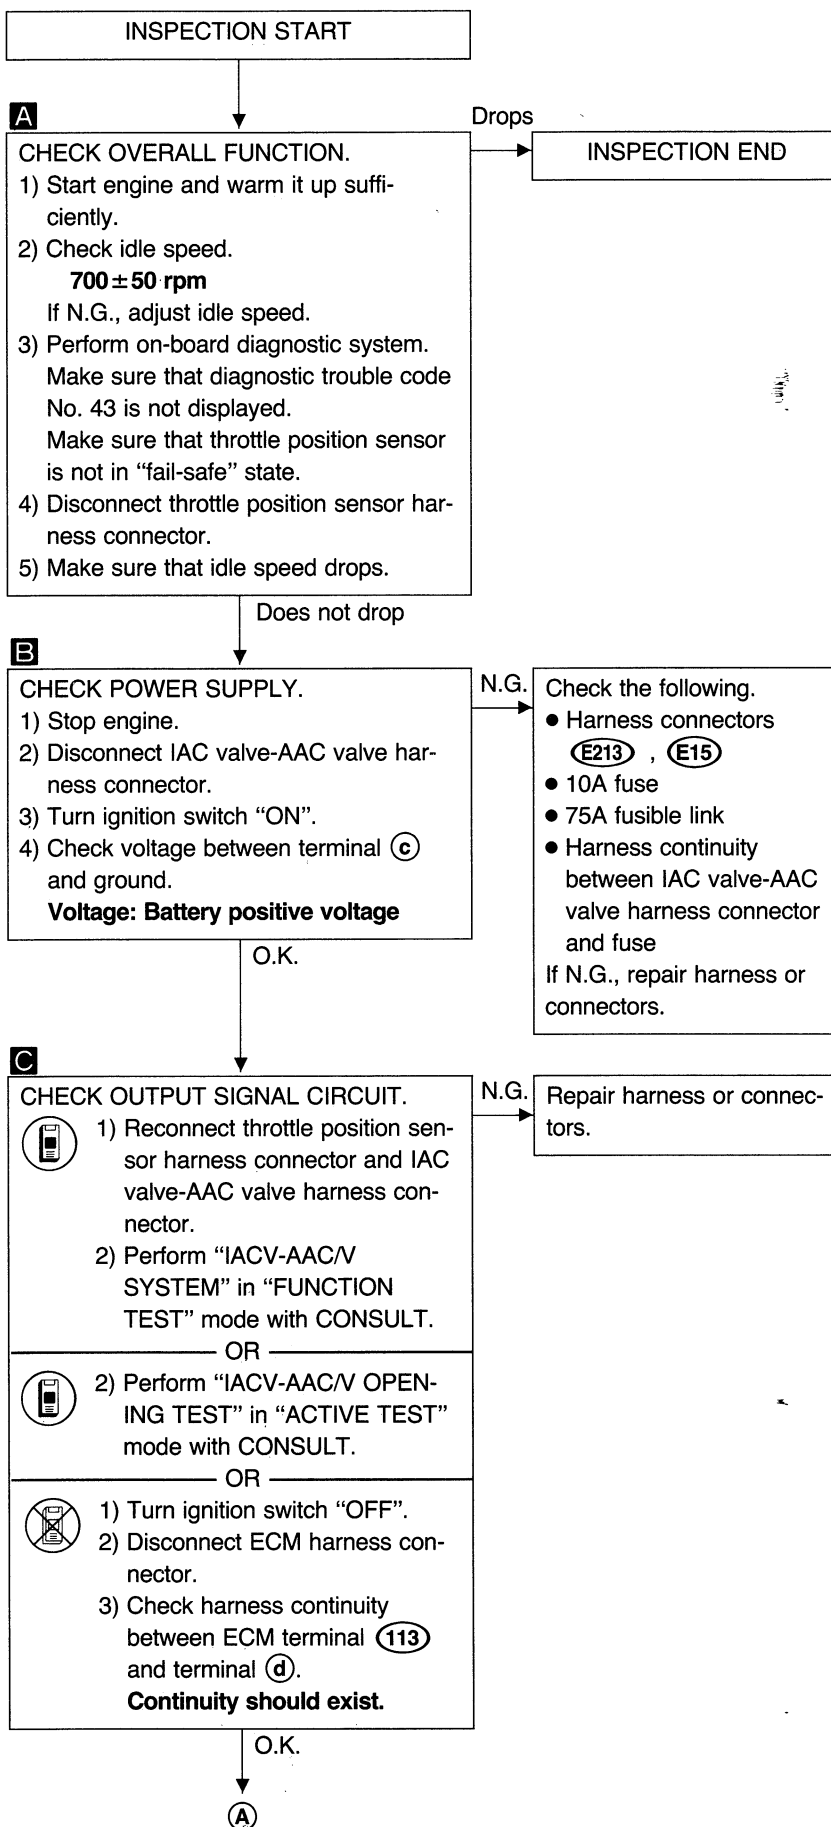 INSPECTION START
A
Drops
CHECK OVERALL FUNCTION.
1) Start engine and warm it up suffi-
ciently.
2) Check idle speed.
700±50 rpm
If N.G., adjust idle speed.
3) Perform on-board diagnostic system.
Make sure that diagnostic trouble code
No. 43 is not displayed.
Make sure that throttle position sensor
is not in “fail-safe” state.
4) Disconnect throttle position sensor har-
ness connector.
5) Make sure that idle speed drops.
INSPECTION END
Does not drop
B
CHECK POWER SUPPLY.
1) Stop engine.
2) Disconnect IAC valve-AAC valve har-
ness connector.
3) Turn ignition switch “ON”.
4) Check voltage between terminal c
and ground.
Voltage: Battery positive voltage
N.G.
Check the following.
● Harness connectors
E213 , E15
● 10A fuse
● 75A fusible link
● Harness continuity
between IAC valve-AAC
valve harness connector
and fuse
If N.G., repair harness or
connectors.
O.K.
C
CHECK OUTPUT SIGNAL CIRCUIT.
1) Reconnect throttle position sen-
sor harness connector and IAC
valve-AAC valve harness con-
nector.
2) Perform “IACV-AAC/V
SYSTEM” in “FUNCTION
TEST” mode with CONSULT.
OR
2) Perform “IACV-AAC/V OPEN-
ING TEST” in “ACTIVE TEST”
mode with CONSULT.
OR
1) Turn ignition switch “OFF”.
2) Disconnect ECM harness con-
nector.
3) Check harness continuity
between ECM terminal 113
and terminal d.
Continuity should exist.
N.G.
Repair harness or connec-
tors.
O.K.
A